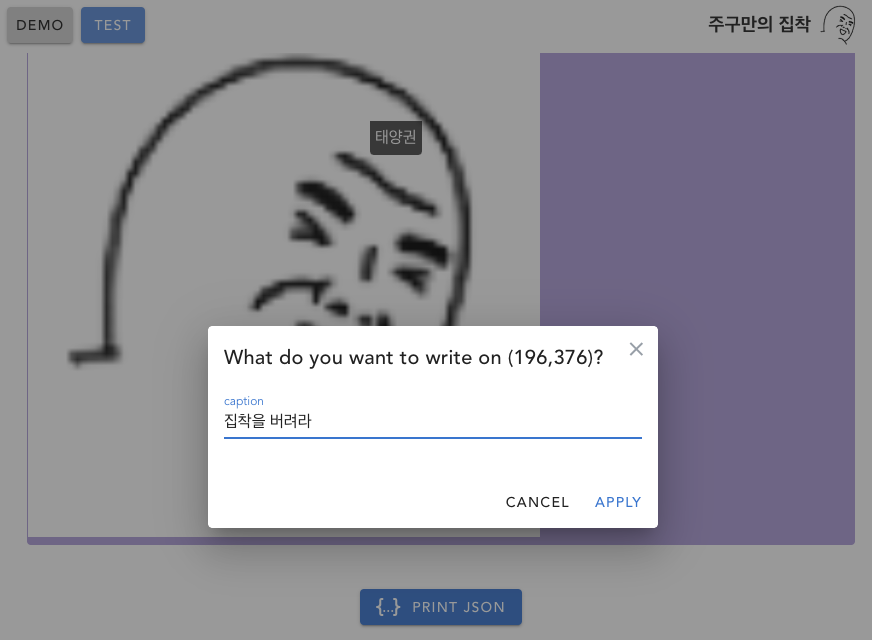 DEMO
TEST
주구만의 집착
태양권
What do you want to write on (196,376)?
caption
집착을 버려라
CANCEL
APPLY
{...} PRINT JSON